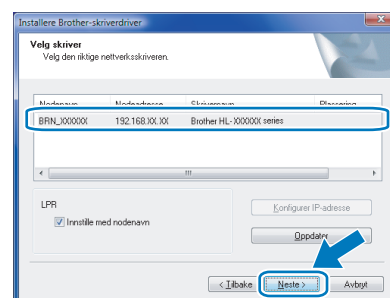 Installere Brother-skriverdriver
Velg skriver
Velg den riktige nettverksskriveren.
Nodenavn Nodeadresse Skrivernavn Plassering
BRN_XXXXXX 192.168.XX.XX Brother HL-XXXXXX series
LPR
Innstille med nodenavn
Konfigurer IP-adresse
Oppdater
< Tilbake Neste > Avbryt